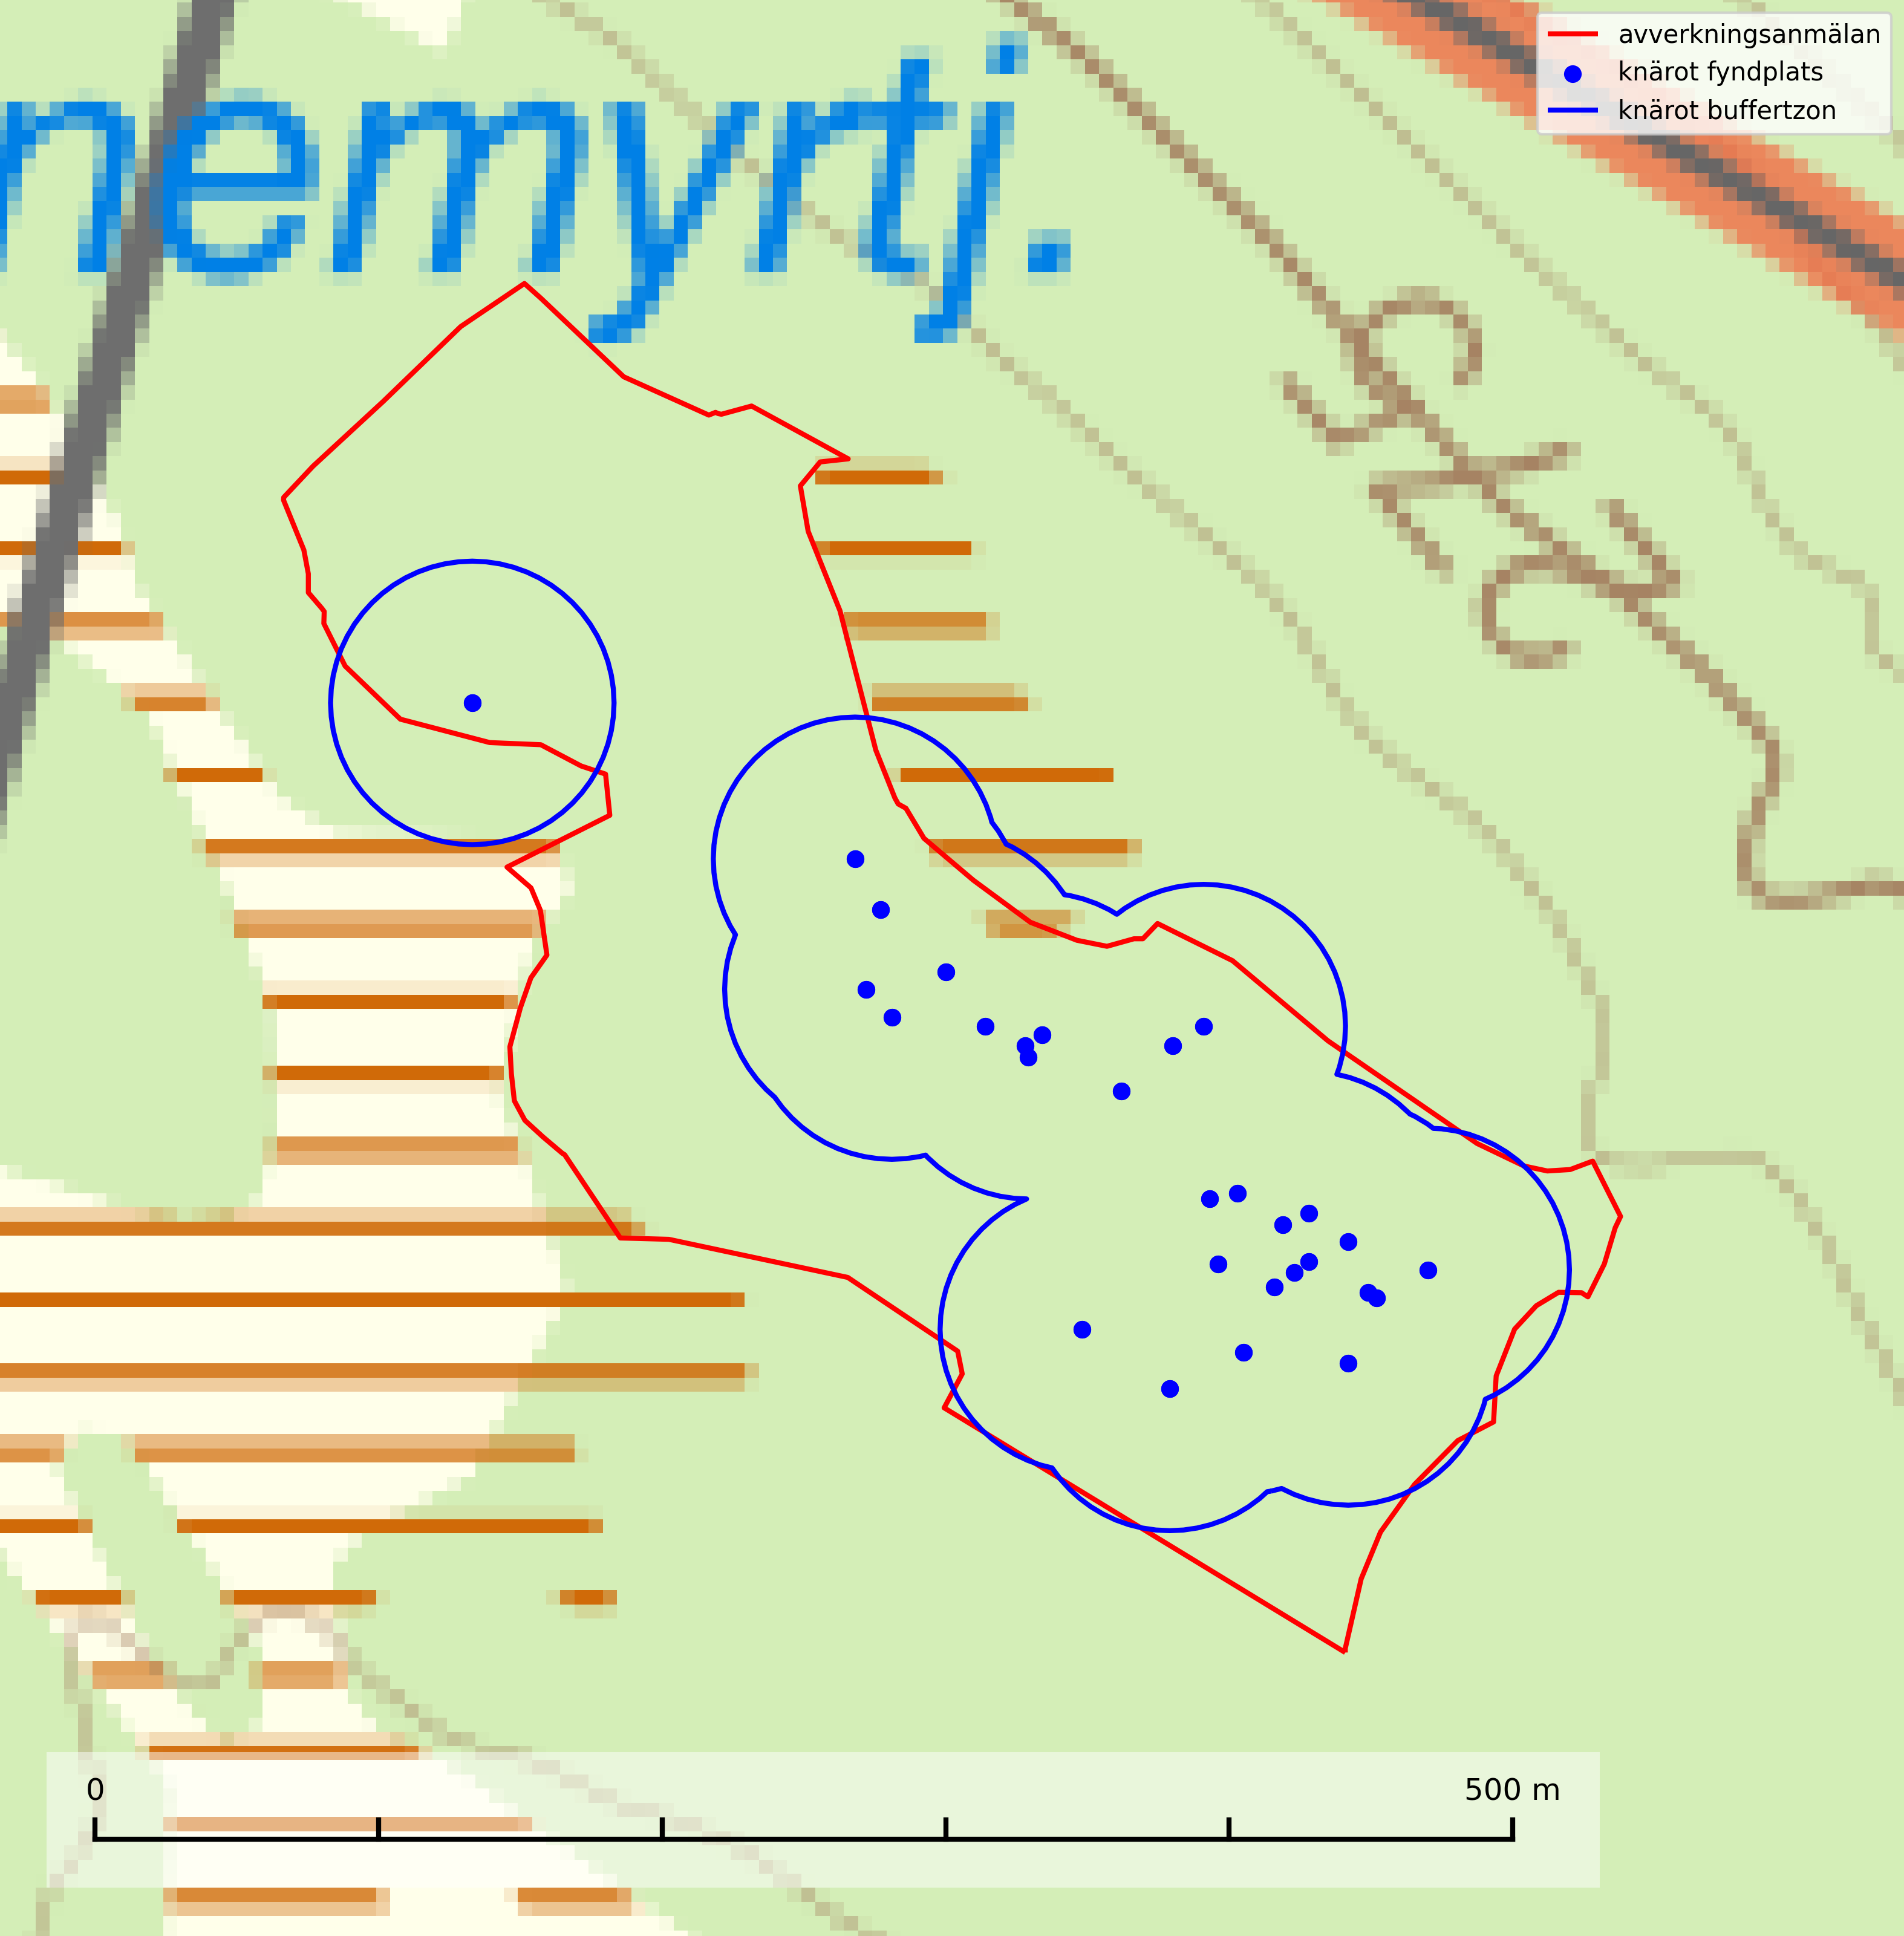 avverkningsanmälan
knärot fyndplats
knärot buffertzon
nemyrtj.
0 500 m